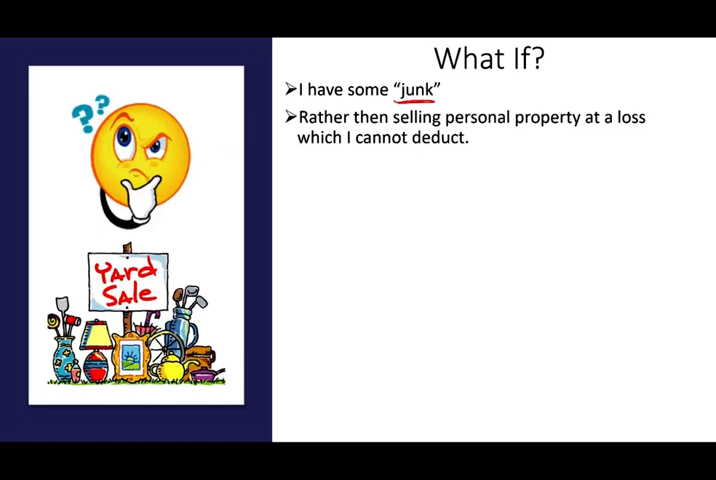 What If?
➢I have some “junk”
➢Rather then selling personal property at a loss
which I cannot deduct.
??
Yard
Sale